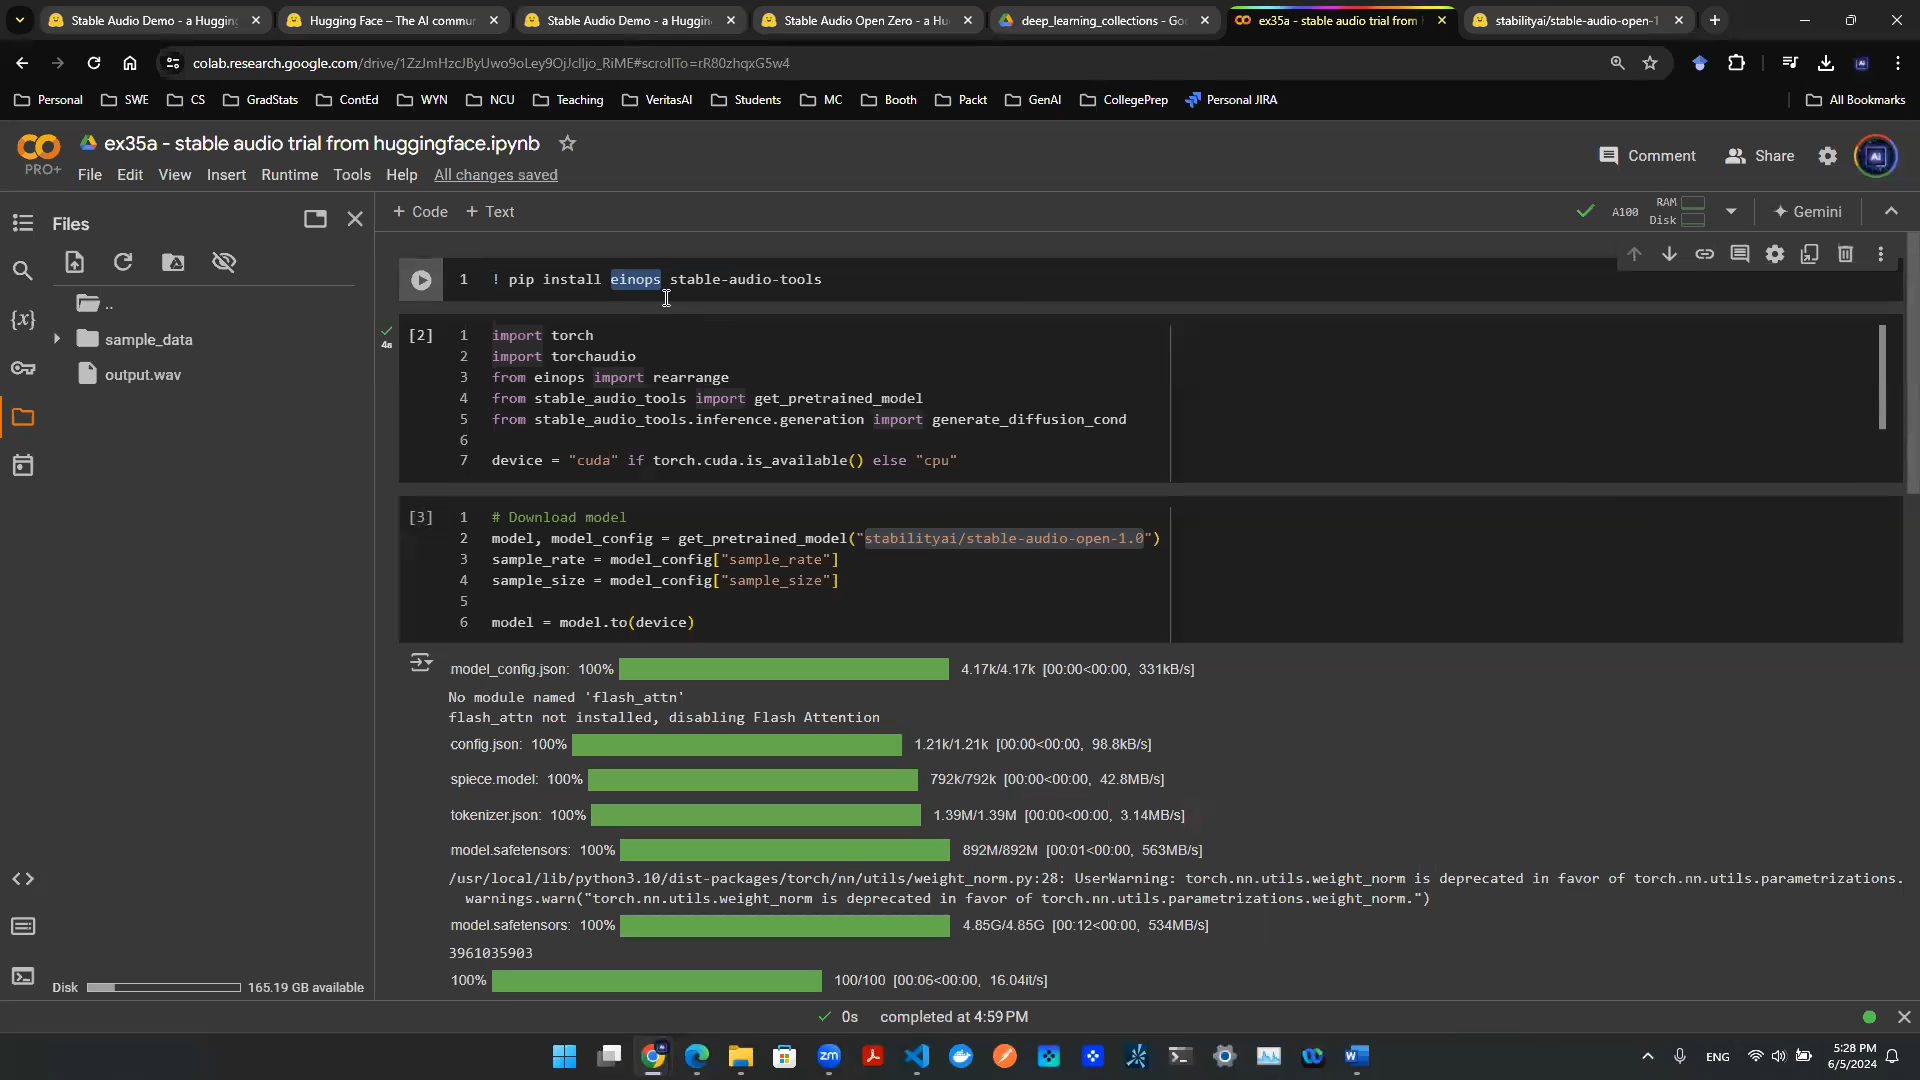 Stable Audio Demo - a Hugging
Hugging Face – The AI commu
Stable Audio Demo - a Huggin
Stable Audio Open Zero - a Hu
deep_learning_collections - Goo
ex35a - stable audio trial from
stabilityai/stable-audio-open-1
colab.research.google.com/drive/1ZzJmHzcJByUwo9oLey9OjJclljo_RiME#scrollTo=rR80zhqxG5w4
Personal SWE CS GradStats ContEd WYN NCU Teaching VeritasAI Students MC Booth Packt GenAI CollegePrep Personal JIRA All Bookmarks
ex35a - stable audio trial from huggingface.ipynb
PRO+
File Edit View Insert Runtime Tools Help All changes saved
Comment Share
Files
+ Code + Text
A100 RAM Disk Gemini
..
sample_data
output.wav
1 ! pip install einops stable-audio-tools
4s
[2] 1 import torch
2 import torchaudio
3 from einops import rearrange
4 from stable_audio_tools import get_pretrained_model
5 from stable_audio_tools.inference.generation import generate_diffusion_cond
6
7 device = "cuda" if torch.cuda.is_available() else "cpu"
[3] 1 # Download model
2 model, model_config = get_pretrained_model("stabilityai/stable-audio-open-1.0")
3 sample_rate = model_config["sample_rate"]
4 sample_size = model_config["sample_size"]
5
6 model = model.to(device)
model_config.json: 100% 4.17k/4.17k [00:00<00:00, 331kB/s]
No module named 'flash_attn'
flash_attn not installed, disabling Flash Attention
config.json: 100% 1.21k/1.21k [00:00<00:00, 98.8kB/s]
spiece.model: 100% 792k/792k [00:00<00:00, 42.8MB/s]
tokenizer.json: 100% 1.39M/1.39M [00:00<00:00, 3.14MB/s]
model.safetensors: 100% 892M/892M [00:01<00:00, 563MB/s]
/usr/local/lib/python3.10/dist-packages/torch/nn/utils/weight_norm.py:28: UserWarning: torch.nn.utils.weight_norm is deprecated in favor of torch.nn.utils.parametrizations.
warnings.warn("torch.nn.utils.weight_norm is deprecated in favor of torch.nn.utils.parametrizations.weight_norm.")
model.safetensors: 100% 4.85G/4.85G [00:12<00:00, 534MB/s]
3961035903
100% 100/100 [00:06<00:00, 16.04it/s]
Disk 165.19 GB available
0s completed at 4:59 PM
ENG
5:28 PM
6/5/2024